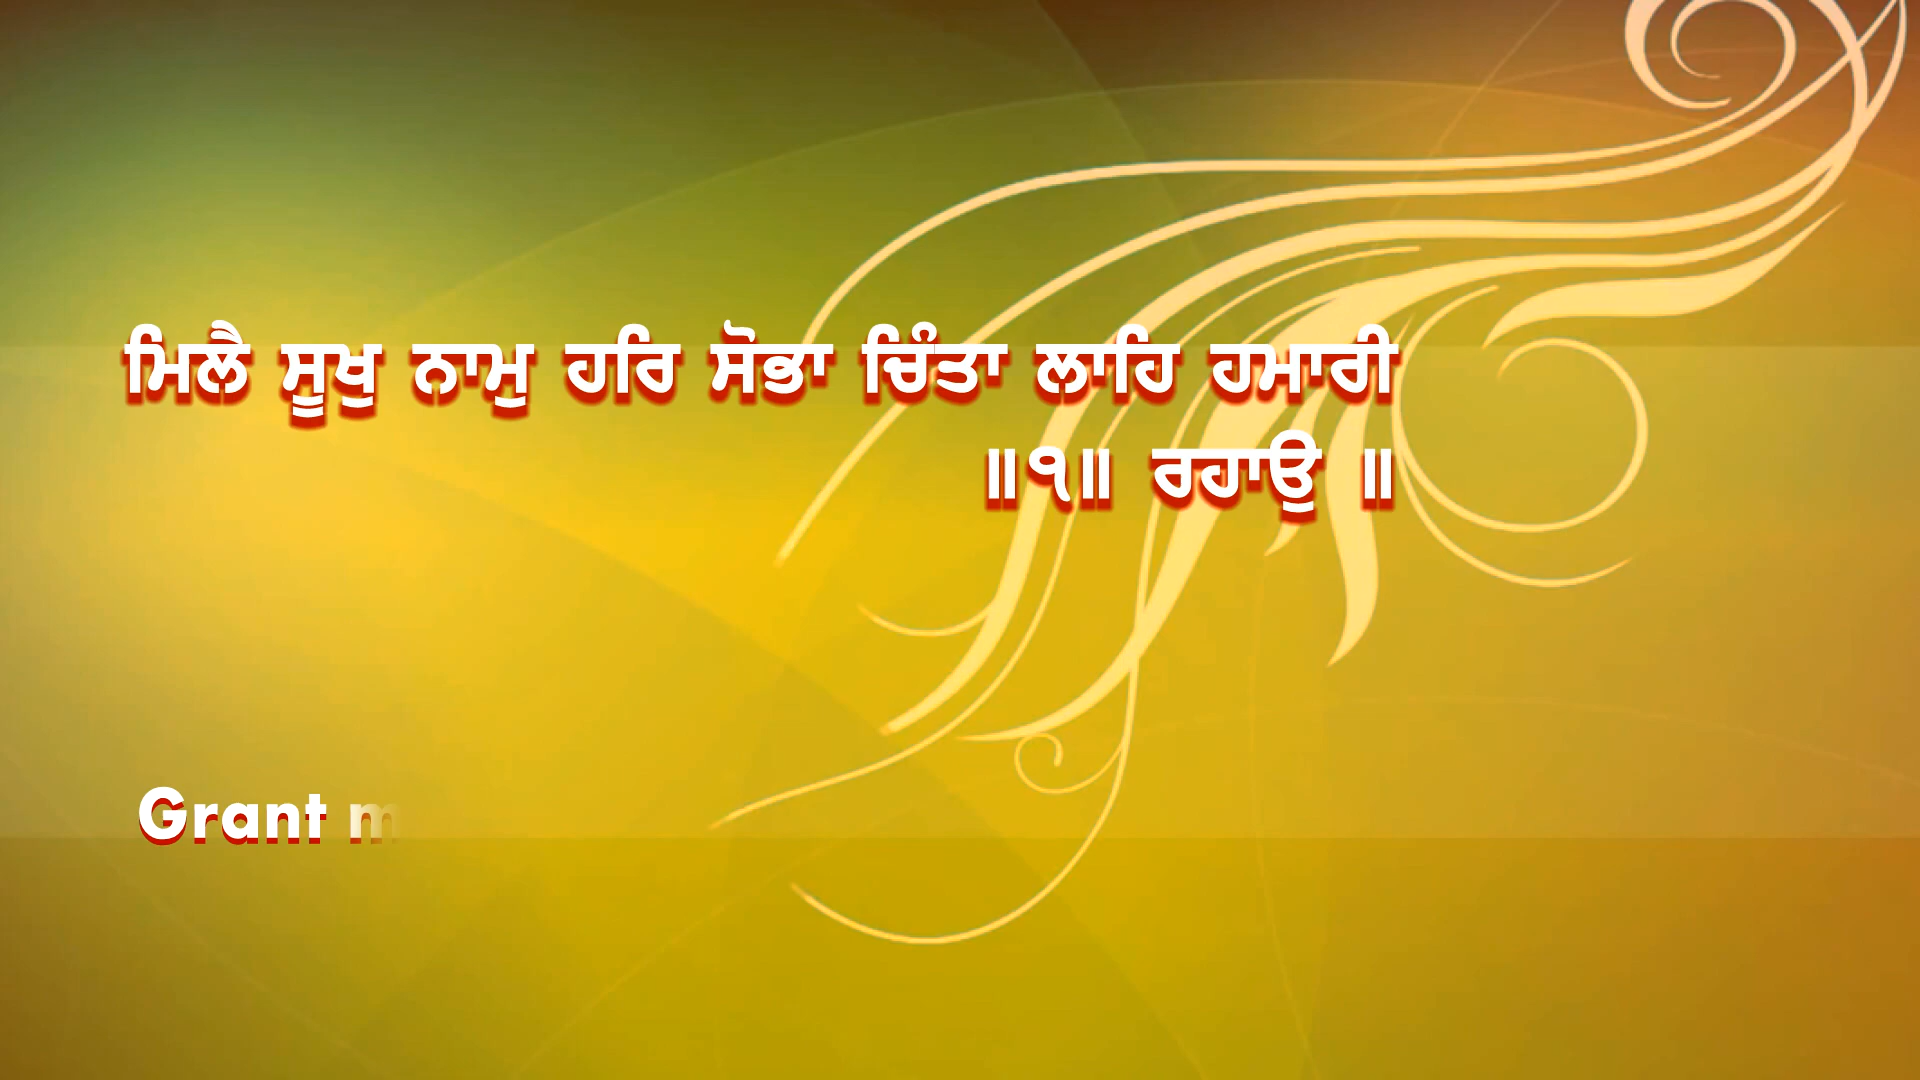 ਮਿਲੈ ਸੂਖੁ ਨਾਮੁ ਹਰਿ ਸੋਭਾ ਚਿੰਤਾ ਲਾਹਿ ਹਮਾਰੀ
॥੧॥ ਰਹਾਉ ॥
Grant